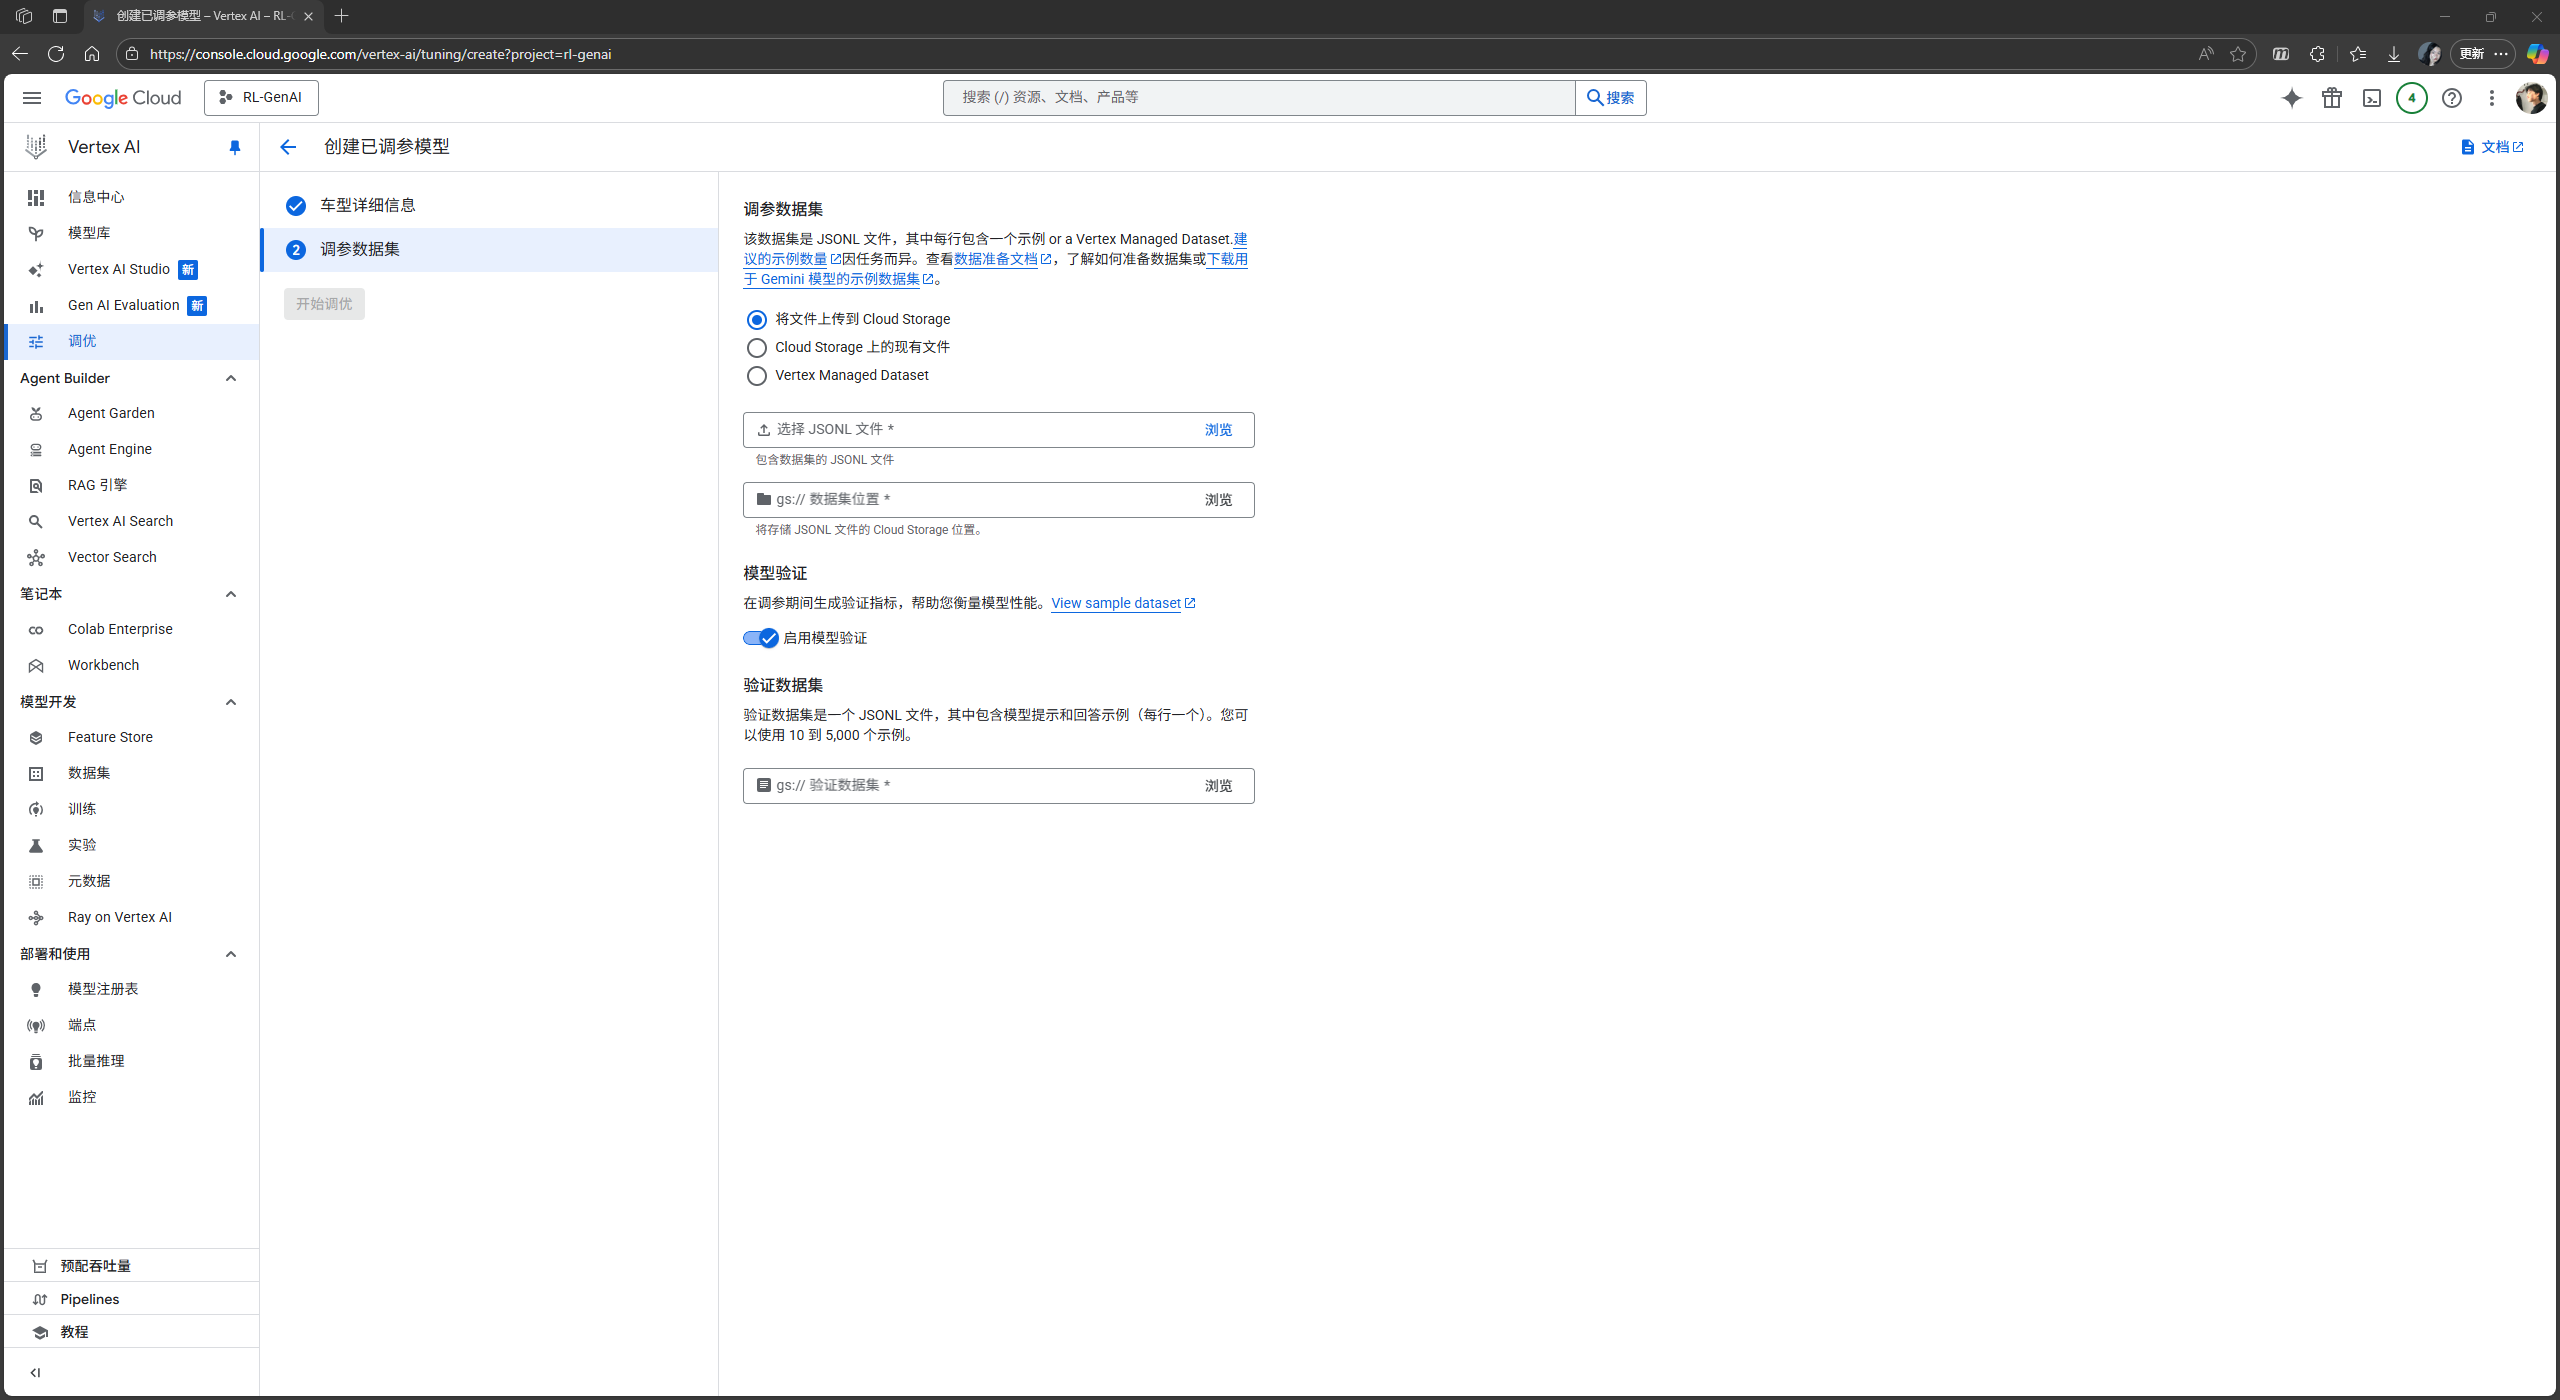 创建已调参模型 – Vertex AI – RL-
https://console.cloud.google.com/vertex-ai/tuning/create?project=rl-genai
更新
Google Cloud
RL-GenAI
搜索 (/) 资源、文档、产品等
搜索
4
Vertex AI
创建已调参模型
文档
信息中心
模型库
Vertex AI Studio 新
Gen AI Evaluation 新
调优
Agent Builder
Agent Garden
Agent Engine
RAG 引擎
Vertex AI Search
Vector Search
笔记本
Colab Enterprise
Workbench
模型开发
Feature Store
数据集
训练
实验
元数据
Ray on Vertex AI
部署和使用
模型注册表
端点
批量推理
监控
预配吞吐量
Pipelines
教程
车型详细信息
2 调参数据集
开始调优
调参数据集
该数据集是 JSONL 文件，其中每行包含一个示例 or a Vertex Managed Dataset.建
议的示例数量因任务而异。查看数据准备文档，了解如何准备数据集或下载用
于 Gemini 模型的示例数据集。
将文件上传到 Cloud Storage
Cloud Storage 上的现有文件
Vertex Managed Dataset
选择 JSONL 文件 * 浏览
包含数据集的 JSONL 文件
gs:// 数据集位置 * 浏览
将存储 JSONL 文件的 Cloud Storage 位置。
模型验证
在调参期间生成验证指标，帮助您衡量模型性能。View sample dataset
启用模型验证
验证数据集
验证数据集是一个 JSONL 文件，其中包含模型提示和回答示例（每行一个）。您可
以使用 10 到 5,000 个示例。
gs:// 验证数据集 * 浏览